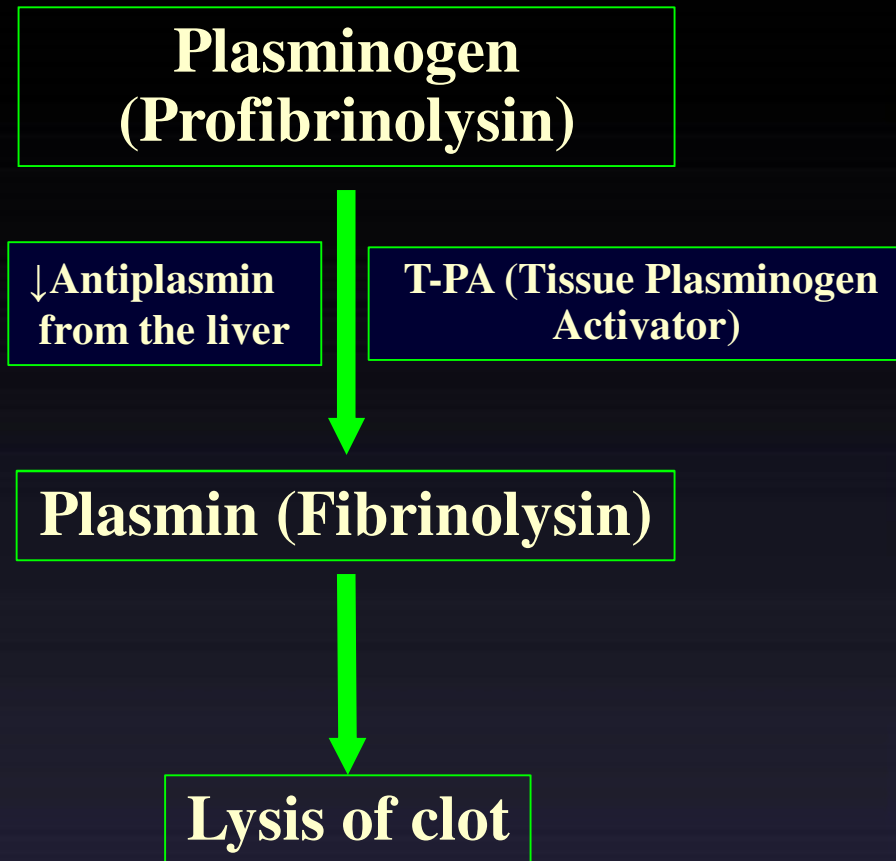 Plasminogen
(Profibrinolysin)
↓Antiplasmin
from the liver
T-PA (Tissue Plasminogen
Activator)
Plasmin (Fibrinolysin)
Lysis of clot